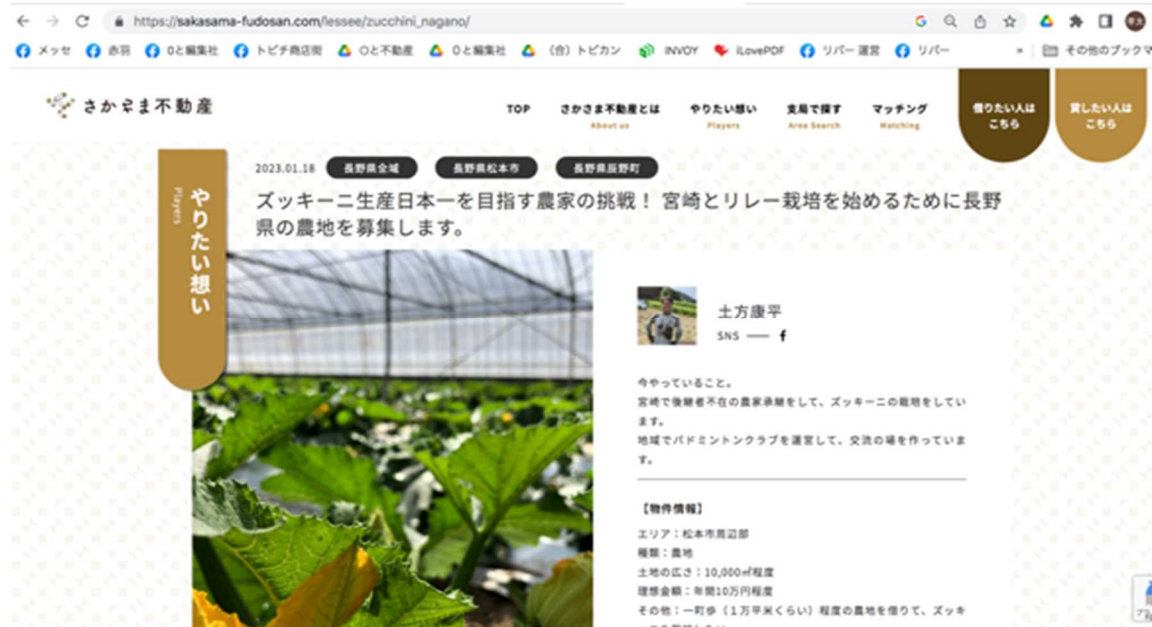 https://sakasama-fudosan.com/lessee/zucchini_nagano/
メッセ 赤羽 0と編集社 トビチ商店街 〇と不動産 0と編集社 (合)トビカン INVOY iLovePDF リバー 運営 リバー » その他のブックマ
さかさま不動産
TOP さかさま不動産とは やりたい想い 支局で探す マッチング
About us Players Area Search Matching
借りたい人は
こちら
貸したい人は
こちら
やりたい想い
Players
2023.01.18 長野県全域 長野県松本市 長野県辰野町
ズッキーニ生産日本一を目指す農家の挑戦! 宮崎とリレー栽培を始めるために長野
県の農地を募集します。
土方康平
SNS
今やっていること。
宮崎で後継者不在の農家承継をして、ズッキーニの栽培をしてい
ます。
地域でバドミントンクラブを運営して、交流の場を作っていま
す。
【物件情報】
エリア:松本市周辺部
種類:農地
土地の広さ:10,000㎡程度
理想金額:年間10万円程度
その他:一町歩(1万平米くらい)程度の農地を借りて、ズッキ